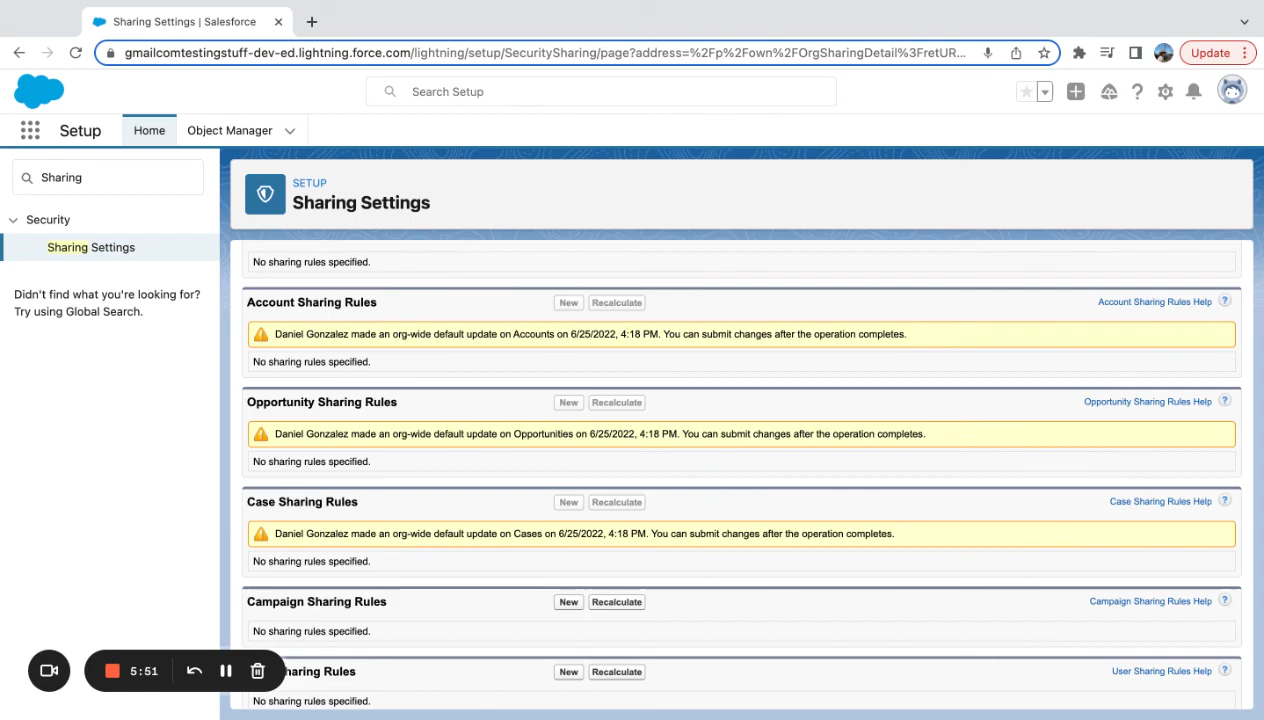 Sharing Settings | Salesforce
gmailcomtestingstuff-dev-ed.lightning.force.com/lightning/setup/SecuritySharing/page?address=%2Fp%2Fown%2FOrgSharingDetail%3FretUR...
Update
Search Setup
Setup
Home
Object Manager
Sharing
Security
Sharing Settings
Didn't find what you're looking for?
Try using Global Search.
SETUP
Sharing Settings
No sharing rules specified.
Account Sharing Rules
New
Recalculate
Account Sharing Rules Help ?
Daniel Gonzalez made an org-wide default update on Accounts on 6/25/2022, 4:18 PM. You can submit changes after the operation completes.
No sharing rules specified.
Opportunity Sharing Rules
New
Recalculate
Opportunity Sharing Rules Help ?
Daniel Gonzalez made an org-wide default update on Opportunities on 6/25/2022, 4:18 PM. You can submit changes after the operation completes.
No sharing rules specified.
Case Sharing Rules
New
Recalculate
Case Sharing Rules Help ?
Daniel Gonzalez made an org-wide default update on Cases on 6/25/2022, 4:18 PM. You can submit changes after the operation completes.
No sharing rules specified.
Campaign Sharing Rules
New
Recalculate
Campaign Sharing Rules Help ?
No sharing rules specified.
haring Rules
New
Recalculate
User Sharing Rules Help ?
No sharing rules specified.
5:51